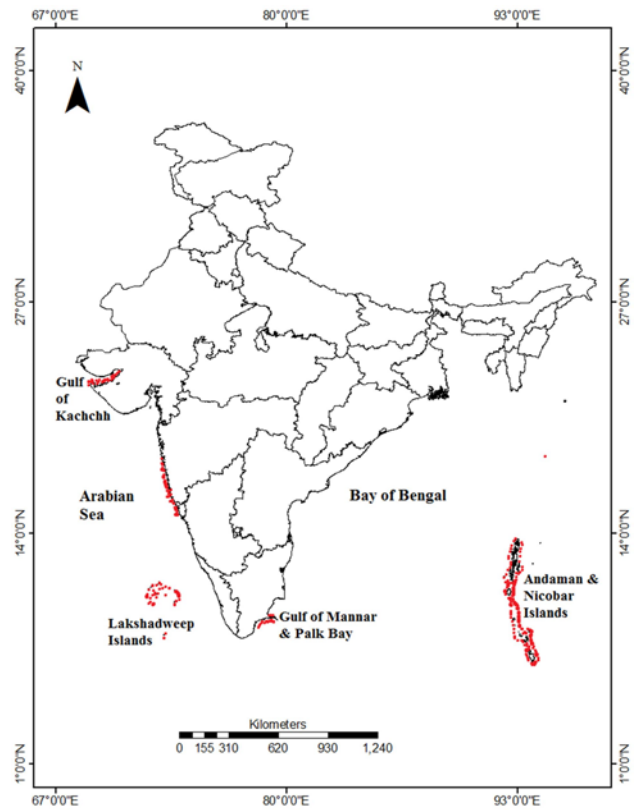 67°0'0"E 80°0'0"E 93°0'0"E
40°0'0"N 40°0'0"N
N
27°0'0"N 27°0'0"N
Gulf
of
Kachchh
Arabian
Sea
Bay of Bengal
14°0'0"N 14°0'0"N
Andaman &
Nicobar
Islands
Lakshadweep
Islands
Gulf of Mannar
& Palk Bay
Kilometers
0 155 310 620 930 1,240
1°0'0"N 1°0'0"N
67°0'0"E 80°0'0"E 93°0'0"E